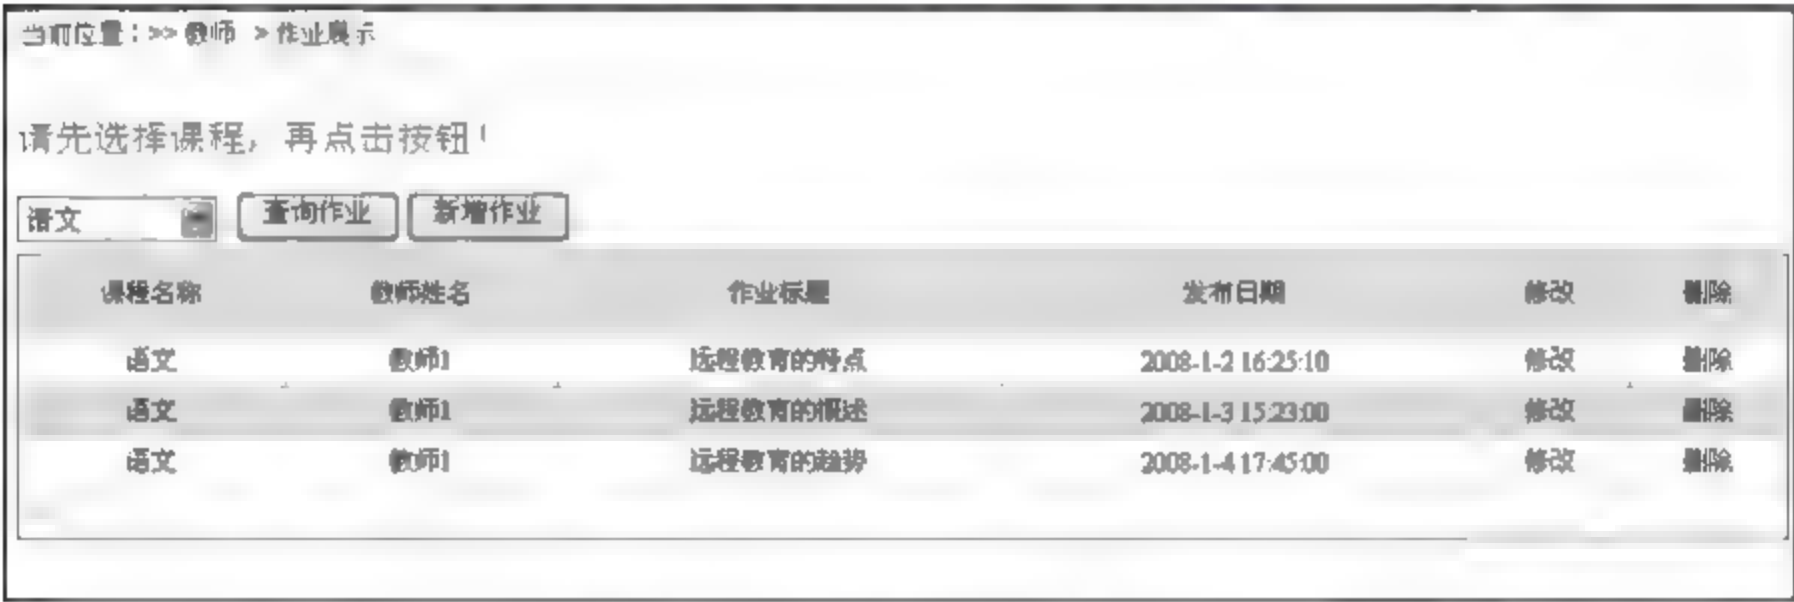 当前位置：>> 教师 > 作业展示
请先选择课程，再点击按钮！
语文 查询作业 新增作业
课程名称 教师姓名 作业标题 发布日期 修改 删除
语文 教师1 远程教育的特点 2008-1-2 16:25:10 修改 删除
语文 教师1 远程教育的概述 2008-1-3 15:23:00 修改 删除
语文 教师1 远程教育的趋势 2008-1-4 17:45:00 修改 删除